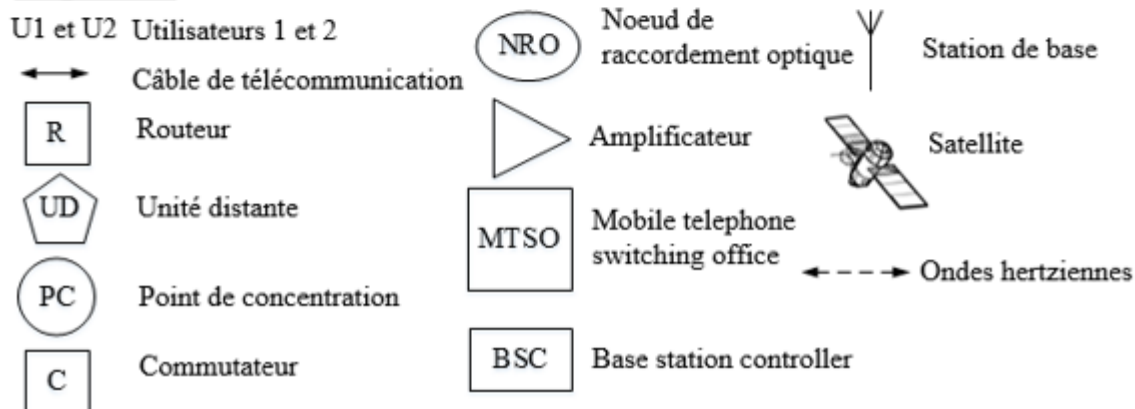 U1 et U2 Utilisateurs 1 et 2
Câble de télécommunication
R Routeur
UD Unité distante
PC Point de concentration
C Commutateur
NRO Noeud de
raccordement optique
Amplificateur
MTSO Mobile telephone
switching office
BSC Base station controller
Station de base
Satellite
Ondes hertziennes